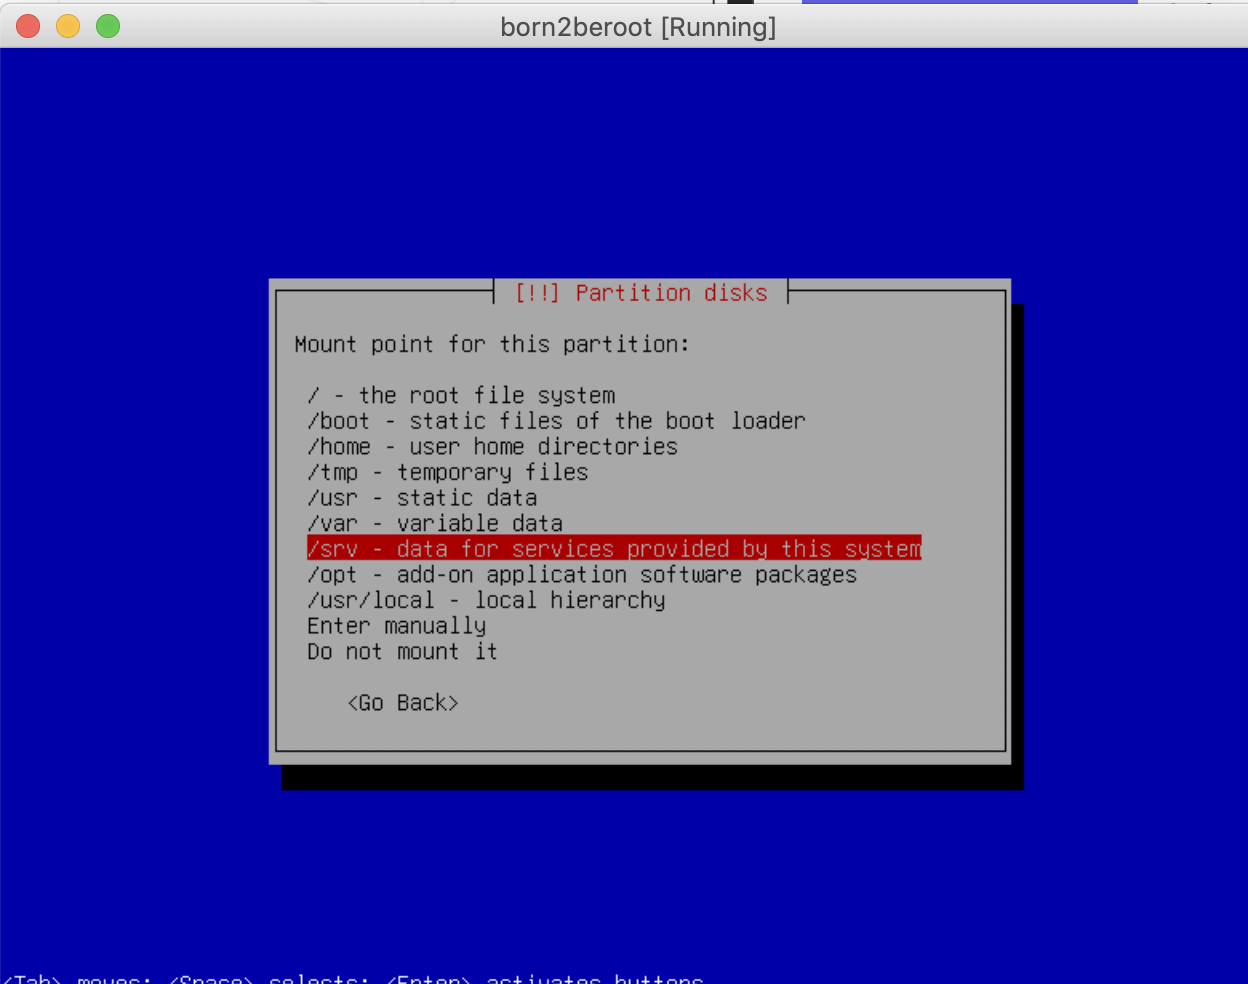 born2beroot [Running]
[!!] Partition disks
Mount point for this partition:
/ - the root file system
/boot - static files of the boot loader
/home - user home directories
/tmp - temporary files
/usr - static data
/var - variable data
/srv - data for services provided by this system
/opt - add-on application software packages
/usr/local - local hierarchy
Enter manually
Do not mount it
<Go Back>
<Tab> moves; <Space> selects; <Enter> activates buttons